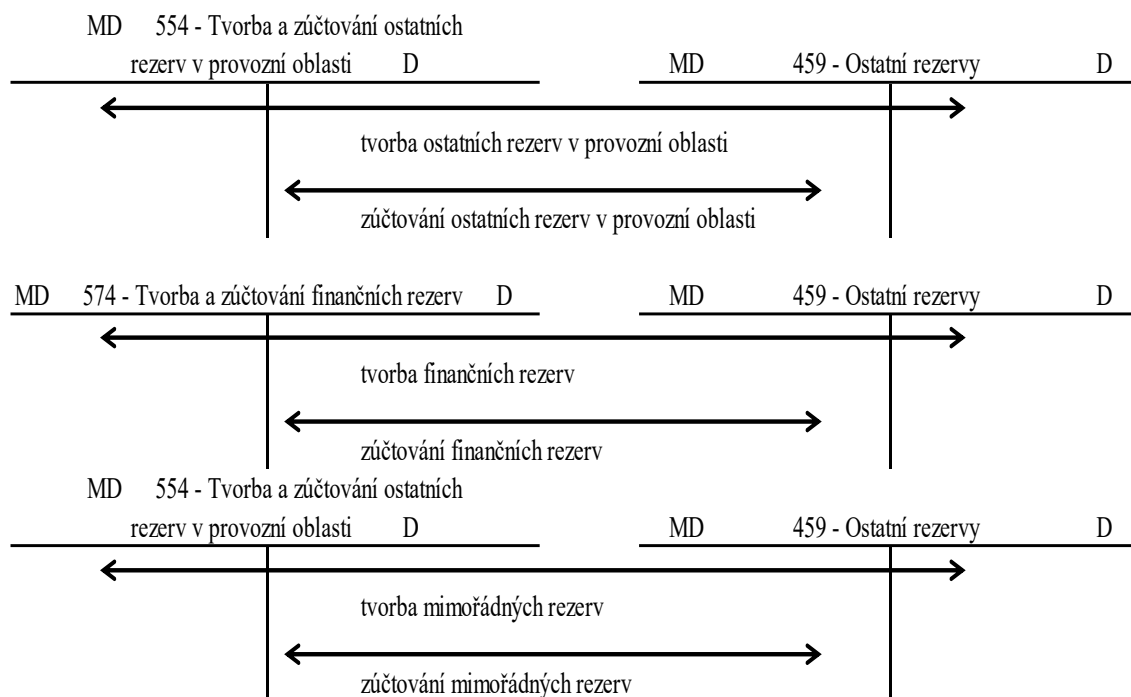 MD 554 - Tvorba a zúčtování ostatních
rezerv v provozní oblasti D MD 459 - Ostatní rezervy D
tvorba ostatních rezerv v provozní oblasti
zúčtování ostatních rezerv v provozní oblasti
MD 574 - Tvorba a zúčtování finančních rezerv D MD 459 - Ostatní rezervy D
tvorba finančních rezerv
zúčtování finančních rezerv
MD 554 - Tvorba a zúčtování ostatních
rezerv v provozní oblasti D MD 459 - Ostatní rezervy D
tvorba mimořádných rezerv
zúčtování mimořádných rezerv